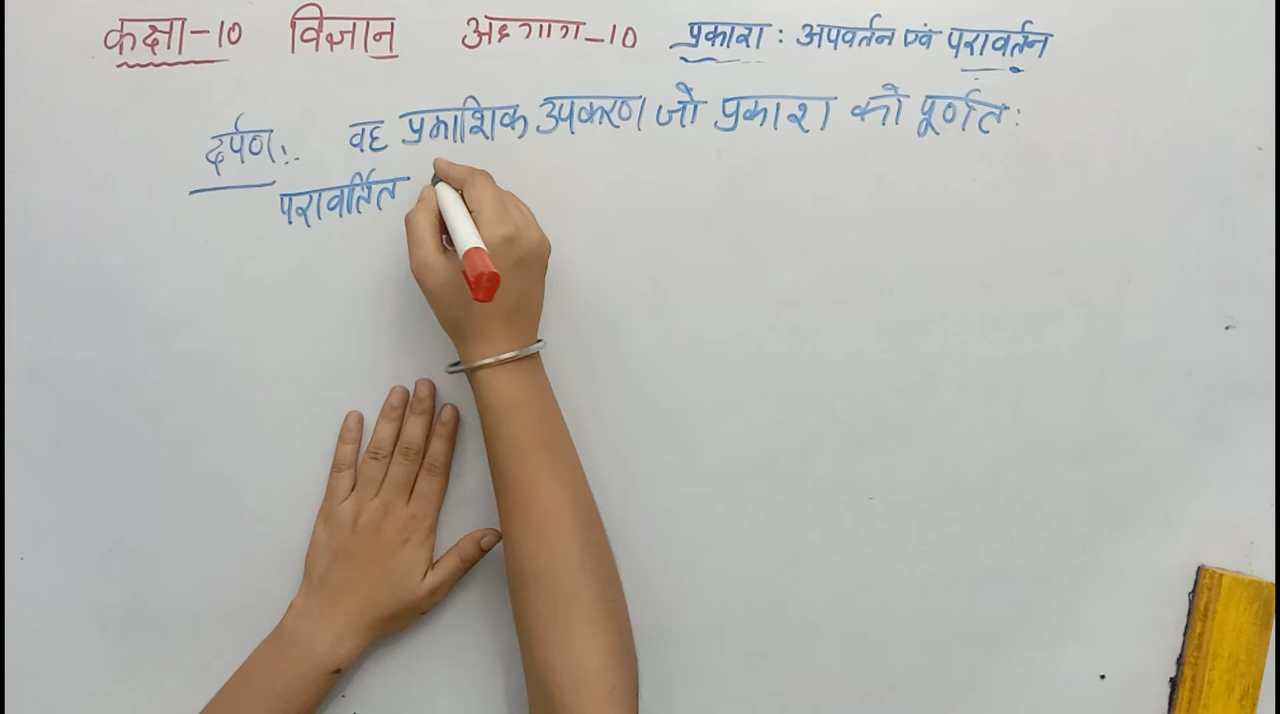 कक्षा-10 विज्ञान अध्याय-10 प्रकाश : अपवर्तन एवं परावर्तन
दर्पण:- वह प्रकाशिक उपकरण जो प्रकाश को पूर्णत:
परावर्तित